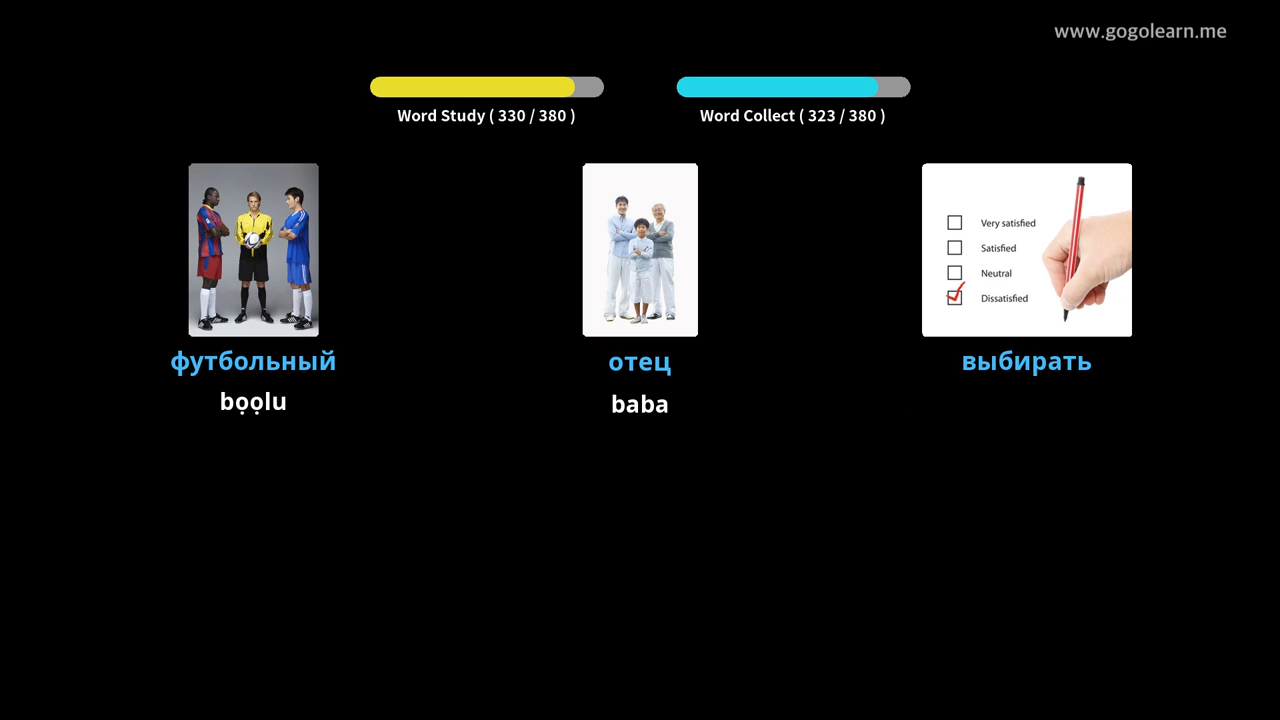 www.gogolearn.me
Word Study ( 330 / 380 )
Word Collect ( 323 / 380 )
Very satisfied
Satisfied
Neutral
Dissatisfied
футбольный
отец
выбирать
bọọlu
baba